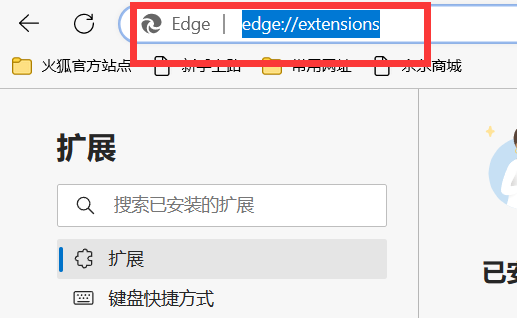 Edge | edge://extensions
火狐官方站点 新手上路 常用网址 京东商城
扩展
搜索已安装的扩展
扩展
已安
键盘快捷方式